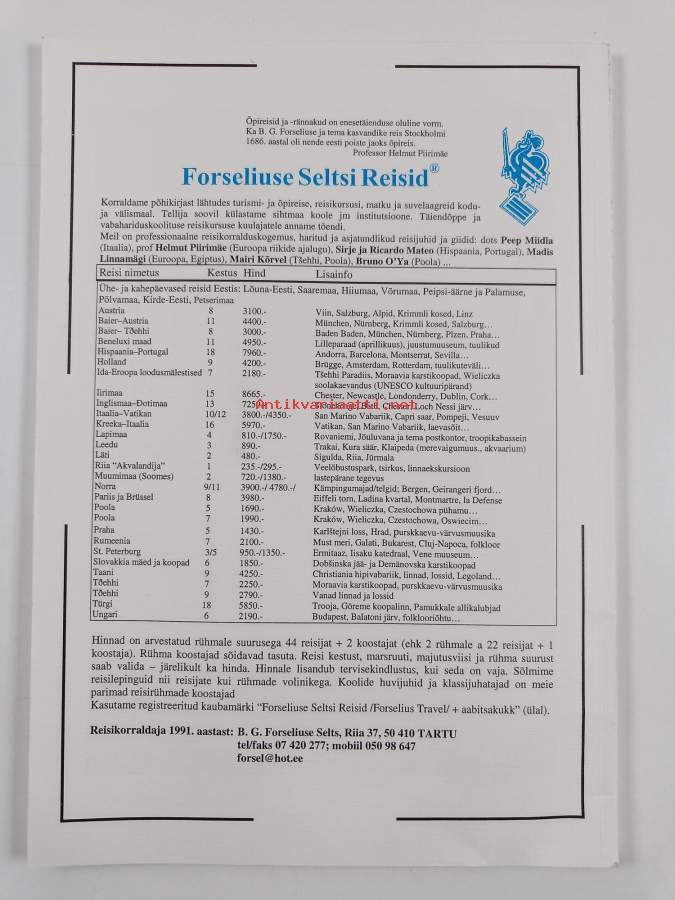 Õpireisid ja -rännakud on enesetäienduse oluline vorm.
Ka B. G. Forseliuse ja tema kasvandike reis Stockholmi
1686. aastal oli nende eesti poiste jaoks õpireis.
Professor Helmut Piirimäe
Forseliuse Seltsi Reisid®
Korraldame põhikirjast lähtudes turismi- ja õpireise, reisikursusi, matku ja suvelaagreid kodu-
ja välismaal. Tellija soovil külastame sihtmaa koole jm institutsioone. Täiendõppe ja
vabahariduskoolituse reisikursuse kuulajatele anname tõendi.
Meil on professionaalne reisikorralduskogemus, haritud ja asjatundlikud reisijuhid ja giidid: dots Peep Miidla
(Itaalia), prof Helmut Piirimäe (Euroopa riikide ajalugu), Sirje ja Ricardo Mateo (Hispaania, Portugal), Madis
Linnamägi (Euroopa, Egiptus), Mairi Kõrvel (Tšehhi, Poola), Bruno O'Ya (Poola) ...
Reisi nimetus Kestus Hind Lisainfo
Ühe- ja kahepäevased reisid Eestis: Lõuna-Eesti, Saaremaa, Hiiumaa, Võrumaa, Peipsi-äärne ja Palamuse,
Põlvamaa, Kirde-Eesti, Petserimaa
Austria 8 3100.- Viin, Salzburg, Alpid, Krimmli kosed, Linz
Baier–Austria 11 4400.- München, Nürnberg, Krimmli kosed, Salzburg…
Baier– Tðehhi 8 3000.- Baden Baden, München, Nürnberg, Plzen, Praha…
Beneluxi maad 11 4950.- Lilleparaad (aprillikuus), juustumuuseum, tuulikud
Hispaania–Portugal 18 7960.- Andorra, Barcelona, Montserrat, Sevilla…
Holland 9 4200.- Brügge, Amsterdam, Rotterdam, tuulikuteväli…
Ida-Eroopa loodusmälestised 7 2180.- Tšehhi Paradiis, Moraavia karstikoopad, Wieliczka
soolakaevandus (UNESCO kultuuripärand)
Iirimaa 15 8665.- Chester, Newcastle, Londonderry, Dublin, Cork…
Inglismaa–Ðotimaa 13 7250.- Bath, Chester, Loch Nessi järv…
Antikvariaat1.net
Itaalia–Vatikan 10/12 3800.-/4350.- San Marino Vabariik, Capri saar, Pompeji, Vesuuv
Kreeka–Itaalia 16 5970.- Vatikan, San Marino Vabariik, laevasõit…
Lapimaa 4 810.-/1750.- Rovaniemi, Jõuluvana ja tema postkontor, troopikabassein
Leedu 3 890.- Trakai, Kura säär, Klaipeda (merevaigumuus., akvaarium)
Läti 2 480.- Sigulda, Riia, Jūrmala
Riia "Akvalandija" 1 235.-/295.- Veelõbustuspark, tsirkus, linnaekskursioon
Muumimaa (Soomes) 2 720.-/1380.- lastepärane tegevus
Norra 9/11 3900.-/ 4780.-/ Kämpingumajad/telgid; Bergen, Geirangeri fjord…
Pariis ja Brüssel 8 3980.- Eiffeli torn, Ladina kvartal, Montmartre, la Defense
Poola 5 1690.- Kraków, Wieliczka, Czestochowa pühamu…
Poola 7 1990.- Kraków, Wieliczka, Czestochowa, Oswiecim…
Praha 5 1430.- Karlštejni loss, Hrad, purskkaevu-värvusmuusika
Rumeenia 7 2100.- Must meri, Galati, Bukarest, Cluj-Napoca, folkloor
St. Peterburg 3/5 950.-/1350.- Ermitaaz, Iisaku katedraal, Vene muuseum…
Slovakkia mäed ja koopad 6 1850.- Dobšinska jää- ja Demänovska karstikoopad
Taani 9 4250.- Christiania hipivabariik, linnad, lossid, Legoland…
Tðehhi 7 2250.- Moraavia karstikoopad, purskkaevu-värvusmuusika
Tðehhi 9 2790.- Vanad linnad ja lossid
Türgi 18 5850.- Trooja, Göreme koopalinn, Pamukkale allikalubjad
Ungari 6 2190.- Budapest, Balatoni järv, folklooriõhtu…
Hinnad on arvestatud rühmale suurusega 44 reisijat + 2 koostajat (ehk 2 rühmale a 22 reisijat + 1
koostaja). Rühma koostajad sõidavad tasuta. Reisi kestust, marsruuti, majutusviisi ja rühma suurust
saab valida – järelikult ka hinda. Hinnale lisandub tervisekindlustus, kui seda on vaja. Sõlmime
reisilepinguid nii reisijate kui rühmade volinikega. Koolide huvijuhid ja klassijuhatajad on meie
parimad reisirühmade koostajad
Kasutame registreeritud kaubamärki "Forseliuse Seltsi Reisid /Forselius Travel/ + aabitsakukk" (ülal).
Reisikorraldaja 1991. aastast: B. G. Forseliuse Selts, Riia 37, 50 410 TARTU
tel/faks 07 420 277; mobiil 050 98 647
forsel@hot.ee